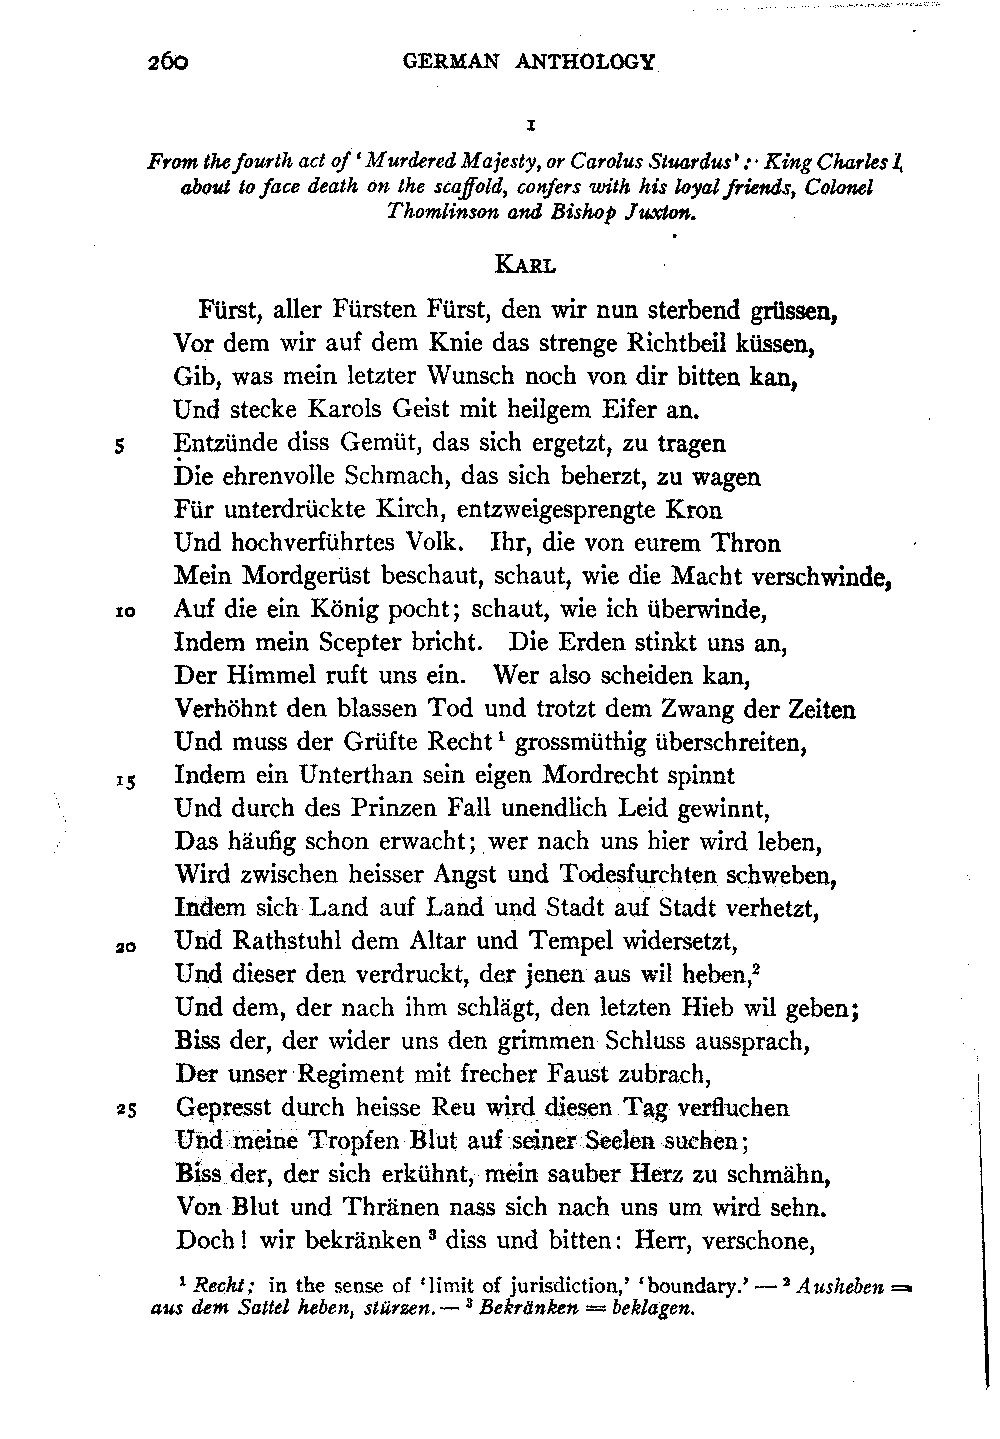 260 GERMAN ANTHOLOGY
I
From the fourth act of ‘Murdered Majesty, or Carolus Stuardus’: King Charles I,
about to face death on the scaffold, confers with his loyal friends, Colonel
Thomlinson and Bishop Juxton.
KARL
Fürst, aller Fürsten Fürst, den wir nun sterbend grüssen,
Vor dem wir auf dem Knie das strenge Richtbeil küssen,
Gib, was mein letzter Wunsch noch von dir bitten kan,
Und stecke Karols Geist mit heilgem Eifer an.
5 Entzünde diss Gemüt, das sich ergetzt, zu tragen
Die ehrenvolle Schmach, das sich beherzt, zu wagen
Für unterdrückte Kirch, entzweigesprengte Kron
Und hochverführtes Volk. Ihr, die von eurem Thron
Mein Mordgerüst beschaut, schaut, wie die Macht verschwinde,
10 Auf die ein König pocht; schaut, wie ich überwinde,
Indem mein Scepter bricht. Die Erden stinkt uns an,
Der Himmel ruft uns ein. Wer also scheiden kan,
Verhöhnt den blassen Tod und trotzt dem Zwang der Zeiten
Und muss der Grüfte Recht¹ grossmüthig überschreiten,
15 Indem ein Unterthan sein eigen Mordrecht spinnt
Und durch des Prinzen Fall unendlich Leid gewinnt,
Das häufig schon erwacht; wer nach uns hier wird leben,
Wird zwischen heisser Angst und Todesfurchten schweben,
Indem sich Land auf Land und Stadt auf Stadt verhetzt,
20 Und Rathstuhl dem Altar und Tempel widersetzt,
Und dieser den verdruckt, der jenen aus wil heben,²
Und dem, der nach ihm schlägt, den letzten Hieb wil geben;
Biss der, der wider uns den grimmen Schluss aussprach,
Der unser Regiment mit frecher Faust zubrach,
25 Gepresst durch heisse Reu wird diesen Tag verfluchen
Und meine Tropfen Blut auf seiner Seelen suchen;
Biss der, der sich erkühnt, mein sauber Herz zu schmähn,
Von Blut und Thränen nass sich nach uns um wird sehn.
Doch! wir bekränken³ diss und bitten: Herr, verschone,
¹ Recht; in the sense of ‘limit of jurisdiction,’ ‘boundary.’ — ² Ausheben =
aus dem Sattel heben, stürzen. — ³ Bekränken = beklagen.